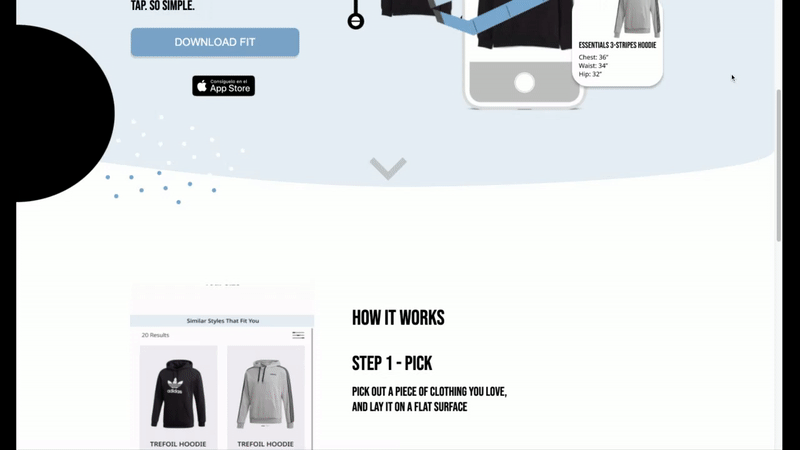 TAP. SO SIMPLE.
DOWNLOAD FIT
Consíguelo en el
App Store
ESSENTIALS 3-STRIPES HOODIE
Chest: 36"
Waist: 34"
Hip: 32"
HOW IT WORKS
STEP 1 - PICK
PICK OUT A PIECE OF CLOTHING YOU LOVE,
AND LAY IT ON A FLAT SURFACE
Similar Styles That Fit You
20 Results
adidas
TREFOIL HOODIE
TREFOIL HOODIE